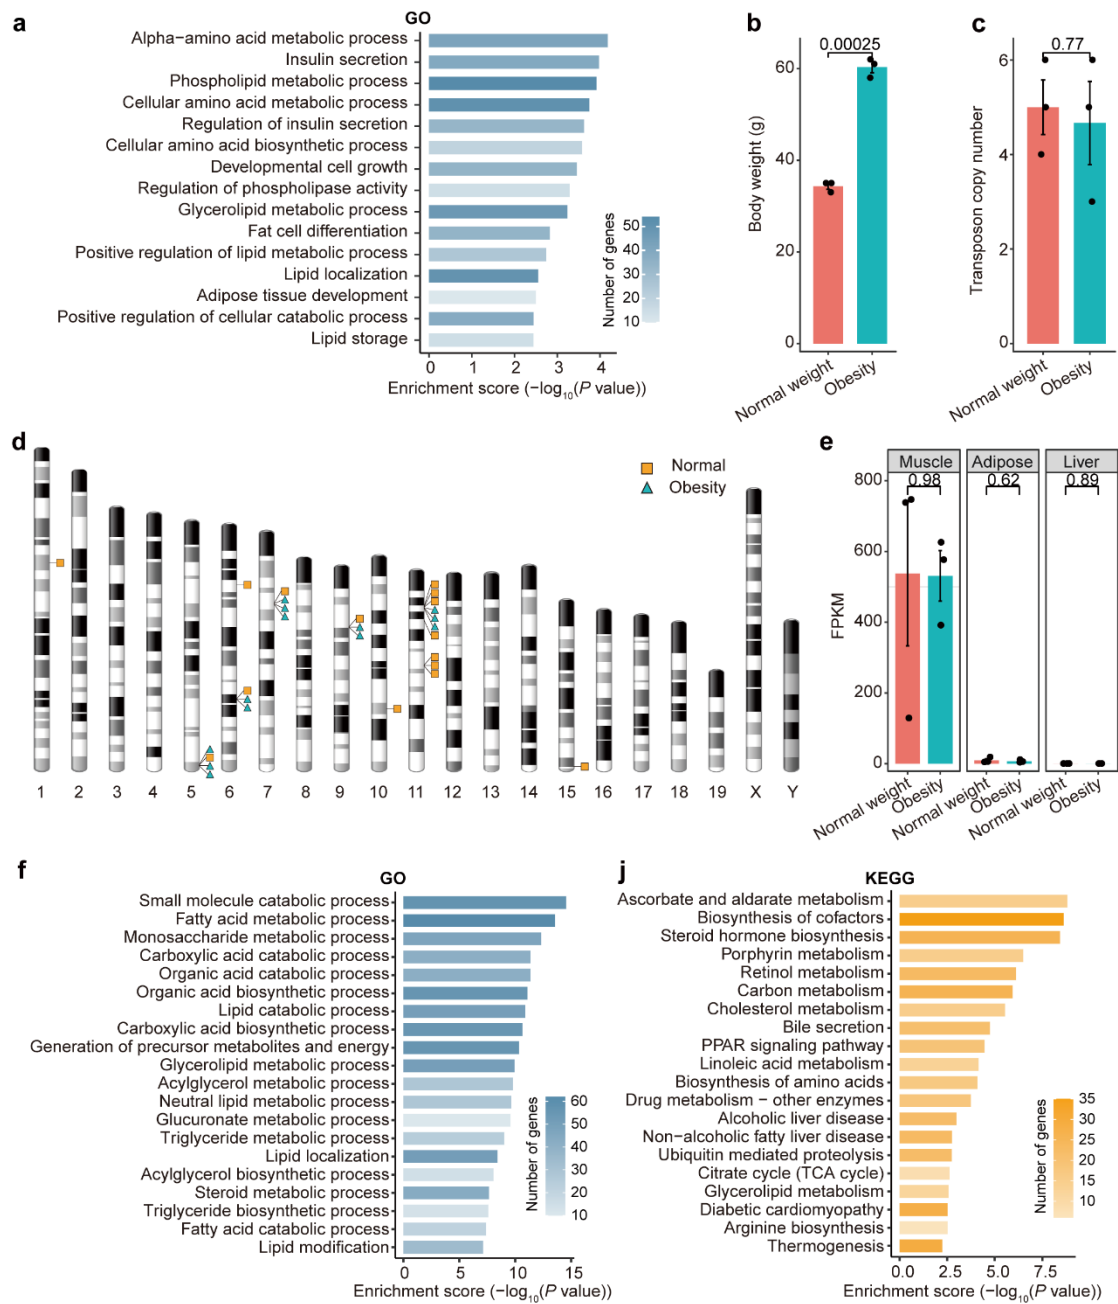 a
GO
Alpha−amino acid metabolic process
Insulin secretion
Phospholipid metabolic process
Cellular amino acid metabolic process
Regulation of insulin secretion
Cellular amino acid biosynthetic process
Developmental cell growth
Regulation of phospholipase activity
Glycerolipid metabolic process
Fat cell differentiation
Positive regulation of lipid metabolic process
Lipid localization
Adipose tissue development
Positive regulation of cellular catabolic process
Lipid storage
0 1 2 3 4
Enrichment score (−log10(P value))
Number of genes
50
40
30
20
10
b
0.00025
Body weight (g)
60
40
20
0
Normal weight
Obesity
c
0.77
Transposon copy number
6
4
2
0
Normal weight
Obesity
d
Normal
Obesity
1 2 3 4 5 6 7 8 9 10 11 12 13 14 15 16 17 18 19 X Y
e
Muscle Adipose Liver
0.98 0.62 0.89
FPKM
800
600
400
200
0
Normal weight
Obesity
Normal weight
Obesity
Normal weight
Obesity
f
GO
Small molecule catabolic process
Fatty acid metabolic process
Monosaccharide metabolic process
Carboxylic acid catabolic process
Organic acid catabolic process
Organic acid biosynthetic process
Lipid catabolic process
Carboxylic acid biosynthetic process
Generation of precursor metabolites and energy
Glycerolipid metabolic process
Acylglycerol metabolic process
Neutral lipid metabolic process
Glucuronate metabolic process
Triglyceride metabolic process
Lipid localization
Acylglycerol biosynthetic process
Steroid metabolic process
Triglyceride biosynthetic process
Fatty acid catabolic process
Lipid modification
0 5 10 15
Enrichment score (−log10(P value))
Number of genes
60
50
40
30
20
10
j
KEGG
Ascorbate and aldarate metabolism
Biosynthesis of cofactors
Steroid hormone biosynthesis
Porphyrin metabolism
Retinol metabolism
Carbon metabolism
Cholesterol metabolism
Bile secretion
PPAR signaling pathway
Linoleic acid metabolism
Biosynthesis of amino acids
Drug metabolism − other enzymes
Alcoholic liver disease
Non−alcoholic fatty liver disease
Ubiquitin mediated proteolysis
Citrate cycle (TCA cycle)
Glycerolipid metabolism
Diabetic cardiomyopathy
Arginine biosynthesis
Thermogenesis
0.0 2.5 5.0 7.5
Enrichment score (−log10(P value))
Number of genes
35
30
25
20
15
10